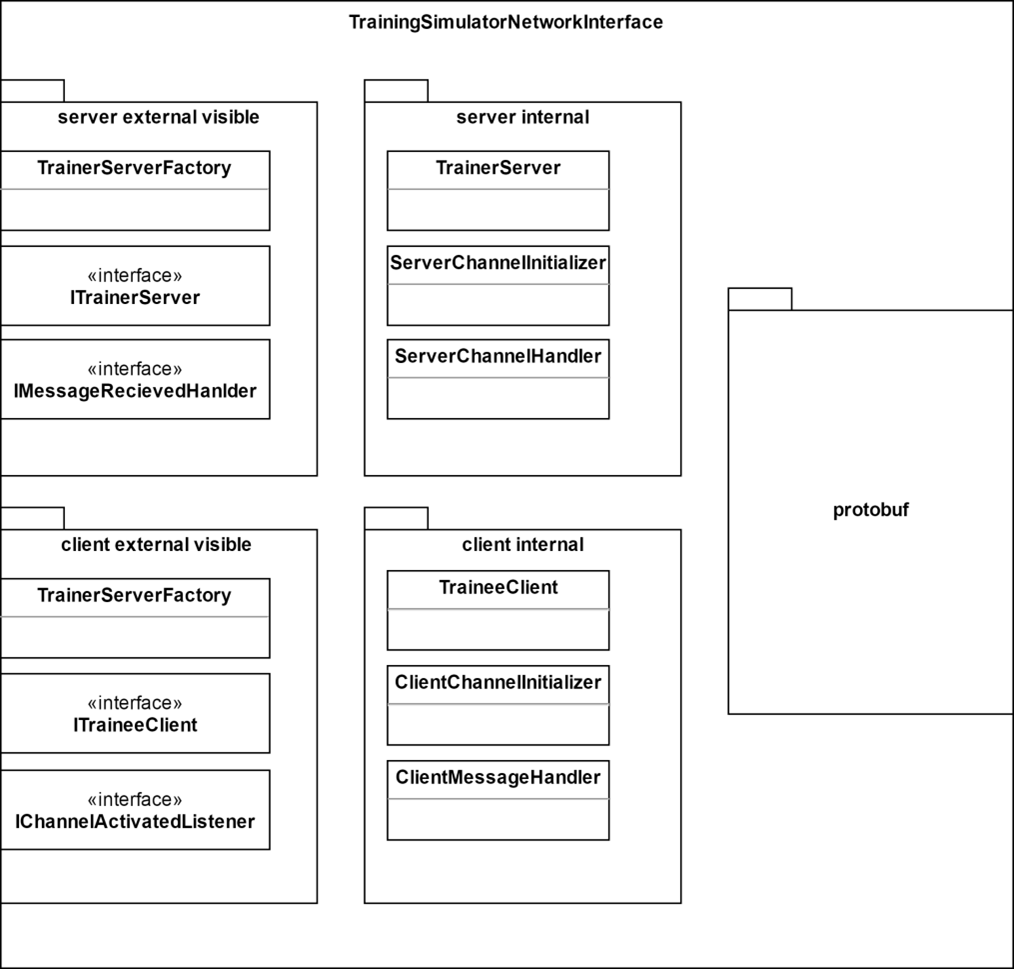 TrainingSimulatorNetworkInterface
server external visible
TrainerServerFactory
«interface»
ITrainerServer
«interface»
IMessageRecievedHanlder
server internal
TrainerServer
ServerChannelInitializer
ServerChannelHandler
client external visible
TrainerServerFactory
«interface»
ITraineeClient
«interface»
IChannelActivatedListener
client internal
TraineeClient
ClientChannelInitializer
ClientMessageHandler
protobuf